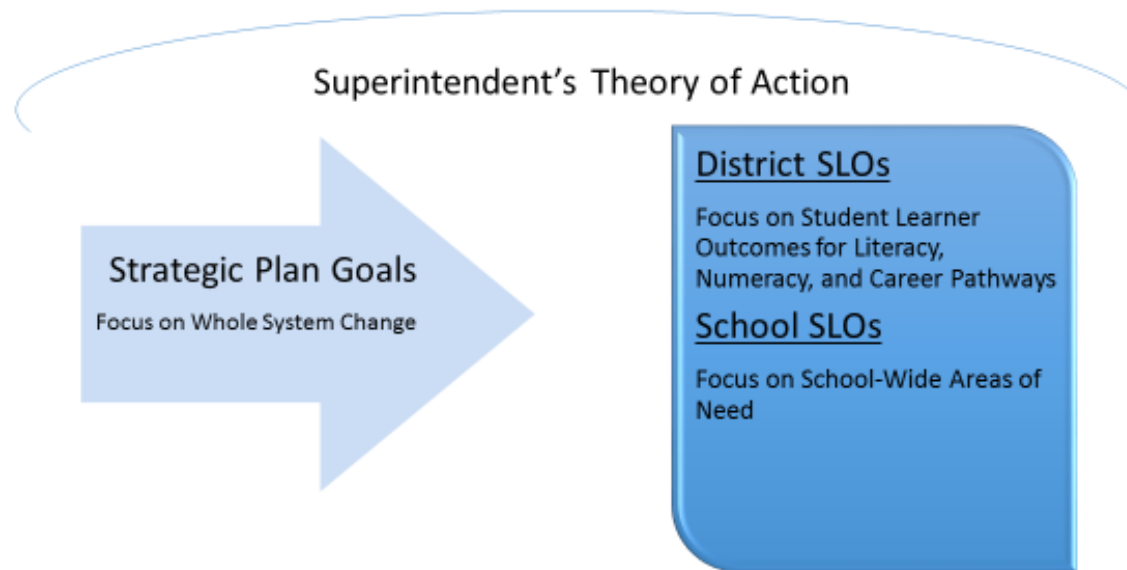 Superintendent's Theory of Action
Strategic Plan Goals
Focus on Whole System Change
District SLOs
Focus on Student Learner
Outcomes for Literacy,
Numeracy, and Career Pathways
School SLOs
Focus on School-Wide Areas of
Need